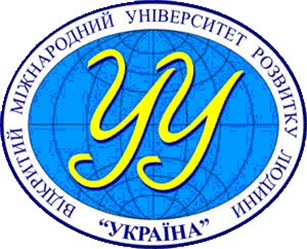 ВІДКРИТИЙ МІЖНАРОДНИЙ УНІВЕРСИТЕТ РОЗВИТКУ ЛЮДИНИ
УУ
“УКРАЇНА”